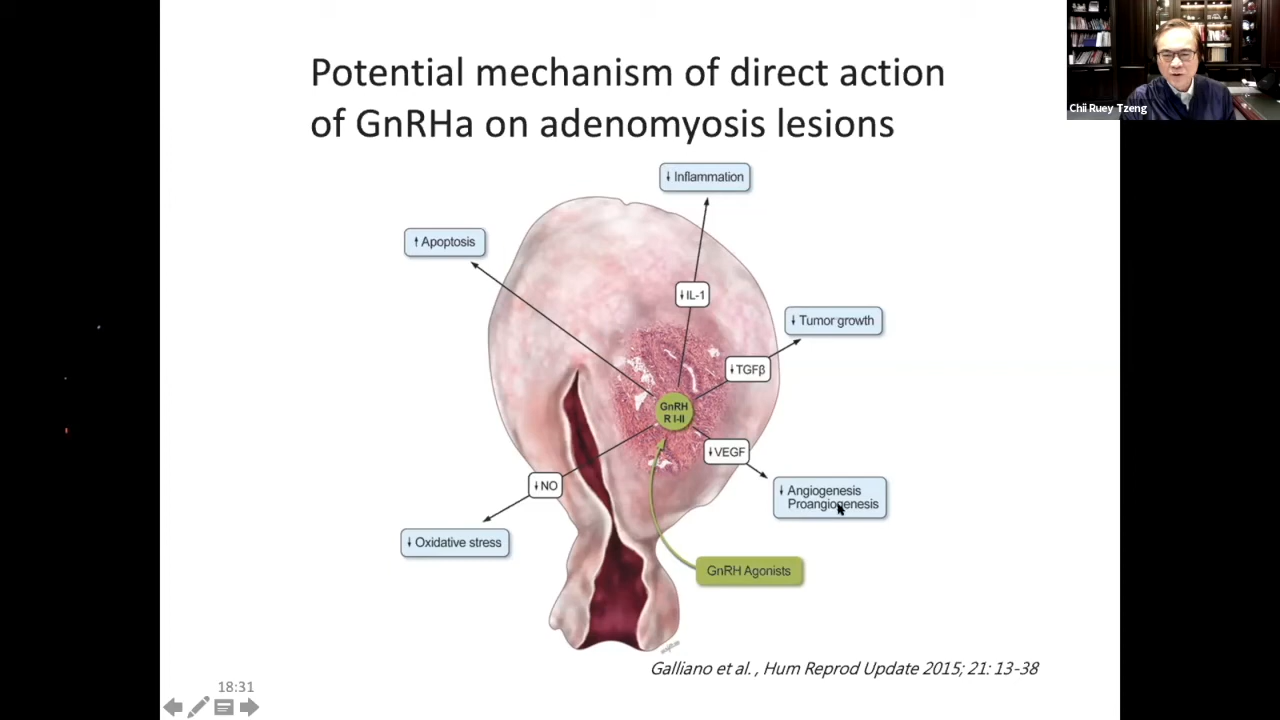 Potential mechanism of direct action
of GnRHa on adenomyosis lesions
Chii Ruey Tzeng
↓ Inflammation
↑ Apoptosis
↓ IL-1
↓ Tumor growth
↓ TGFβ
GnRH
R I-II
↓ VEGF
↓ NO
↓ Angiogenesis
Proangiogenesis
↓ Oxidative stress
GnRH Agonists
Galliano et al. , Hum Reprod Update 2015; 21: 13-38
18:31